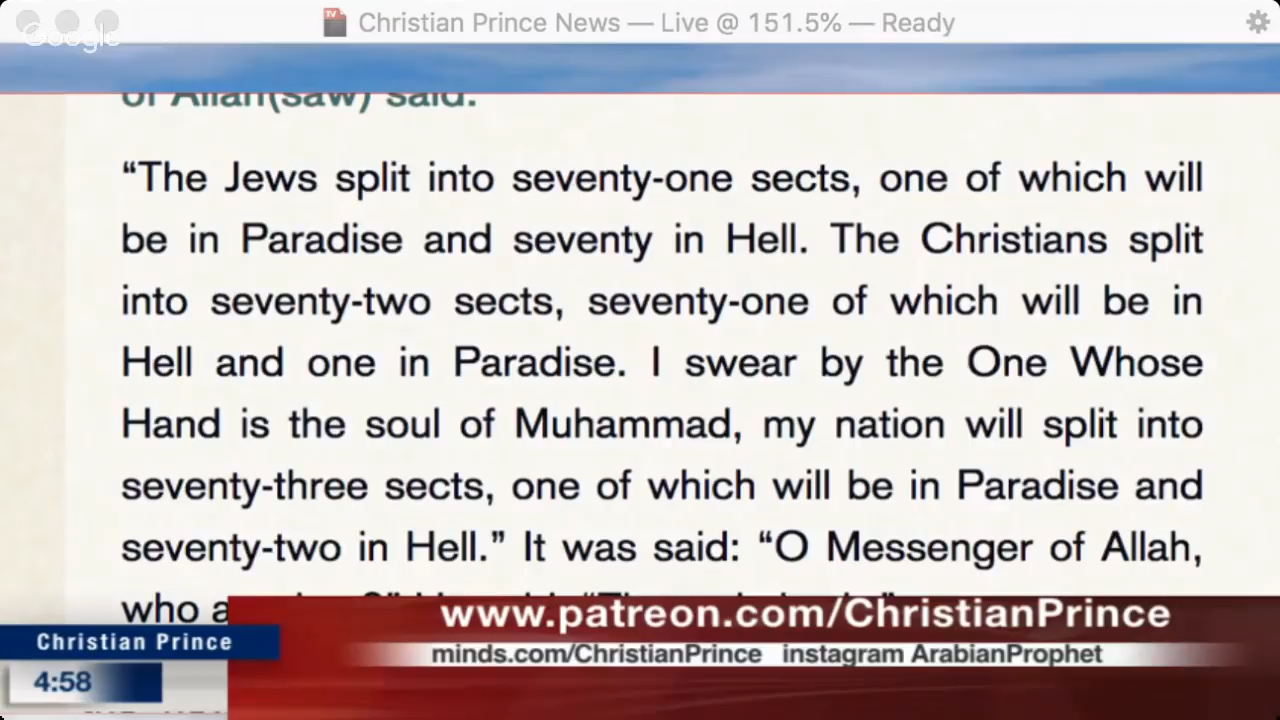 Christian Prince News — Live @ 151.5% — Ready
Google
of Allah(saw) said:
“The Jews split into seventy-one sects, one of which will
be in Paradise and seventy in Hell. The Christians split
into seventy-two sects, seventy-one of which will be in
Hell and one in Paradise. I swear by the One Whose
Hand is the soul of Muhammad, my nation will split into
seventy-three sects, one of which will be in Paradise and
seventy-two in Hell.” It was said: “O Messenger of Allah,
who
www.patreon.com/ChristianPrince
Christian Prince
minds.com/ChristianPrince instagram ArabianProphet
4:58